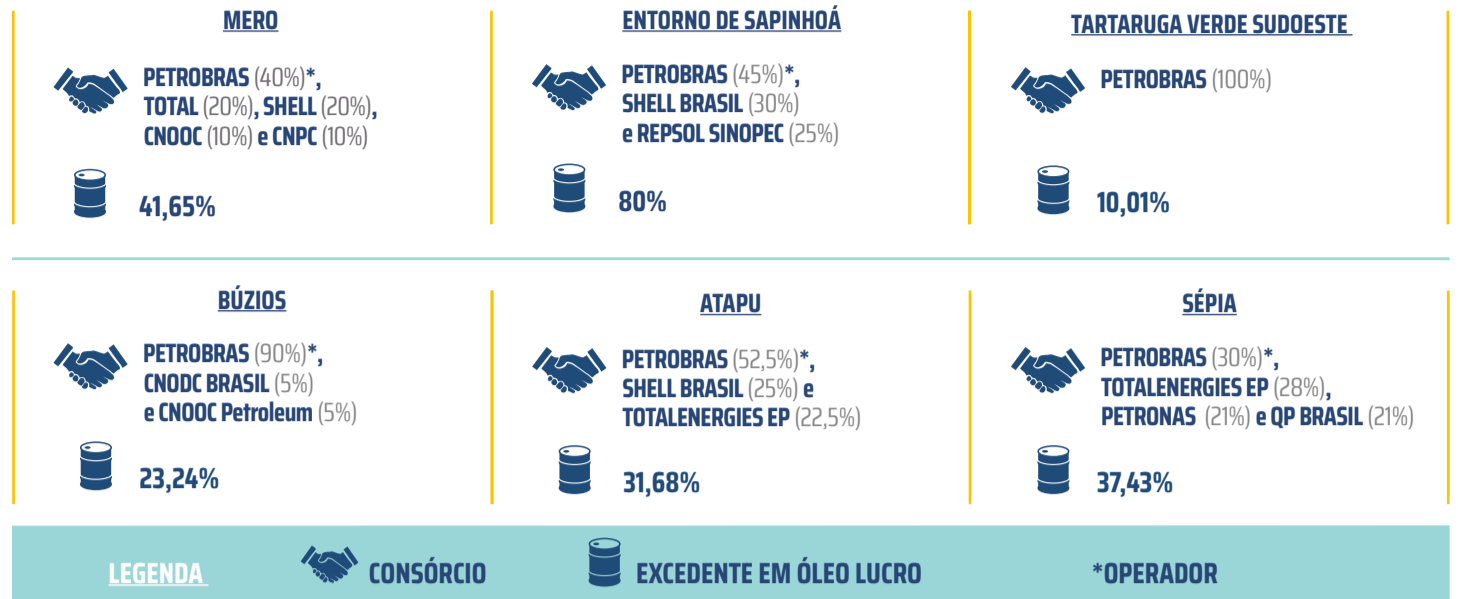 MERO
PETROBRAS (40%)*,
TOTAL (20%), SHELL (20%),
CNOOC (10%) e CNPC (10%)
41,65%
ENTORNO DE SAPINHOÁ
PETROBRAS (45%)*,
SHELL BRASIL (30%)
e REPSOL SINOPEC (25%)
80%
TARTARUGA VERDE SUDOESTE
PETROBRAS (100%)
10,01%
BÚZIOS
PETROBRAS (90%)*,
CNODC BRASIL (5%)
e CNOOC Petroleum (5%)
23,24%
ATAPU
PETROBRAS (52,5%)*,
SHELL BRASIL (25%) e
TOTALENERGIES EP (22,5%)
31,68%
SÉPIA
PETROBRAS (30%)*,
TOTALENERGIES EP (28%),
PETRONAS (21%) e QP BRASIL (21%)
37,43%
LEGENDA
CONSÓRCIO
EXCEDENTE EM ÓLEO LUCRO
*OPERADOR